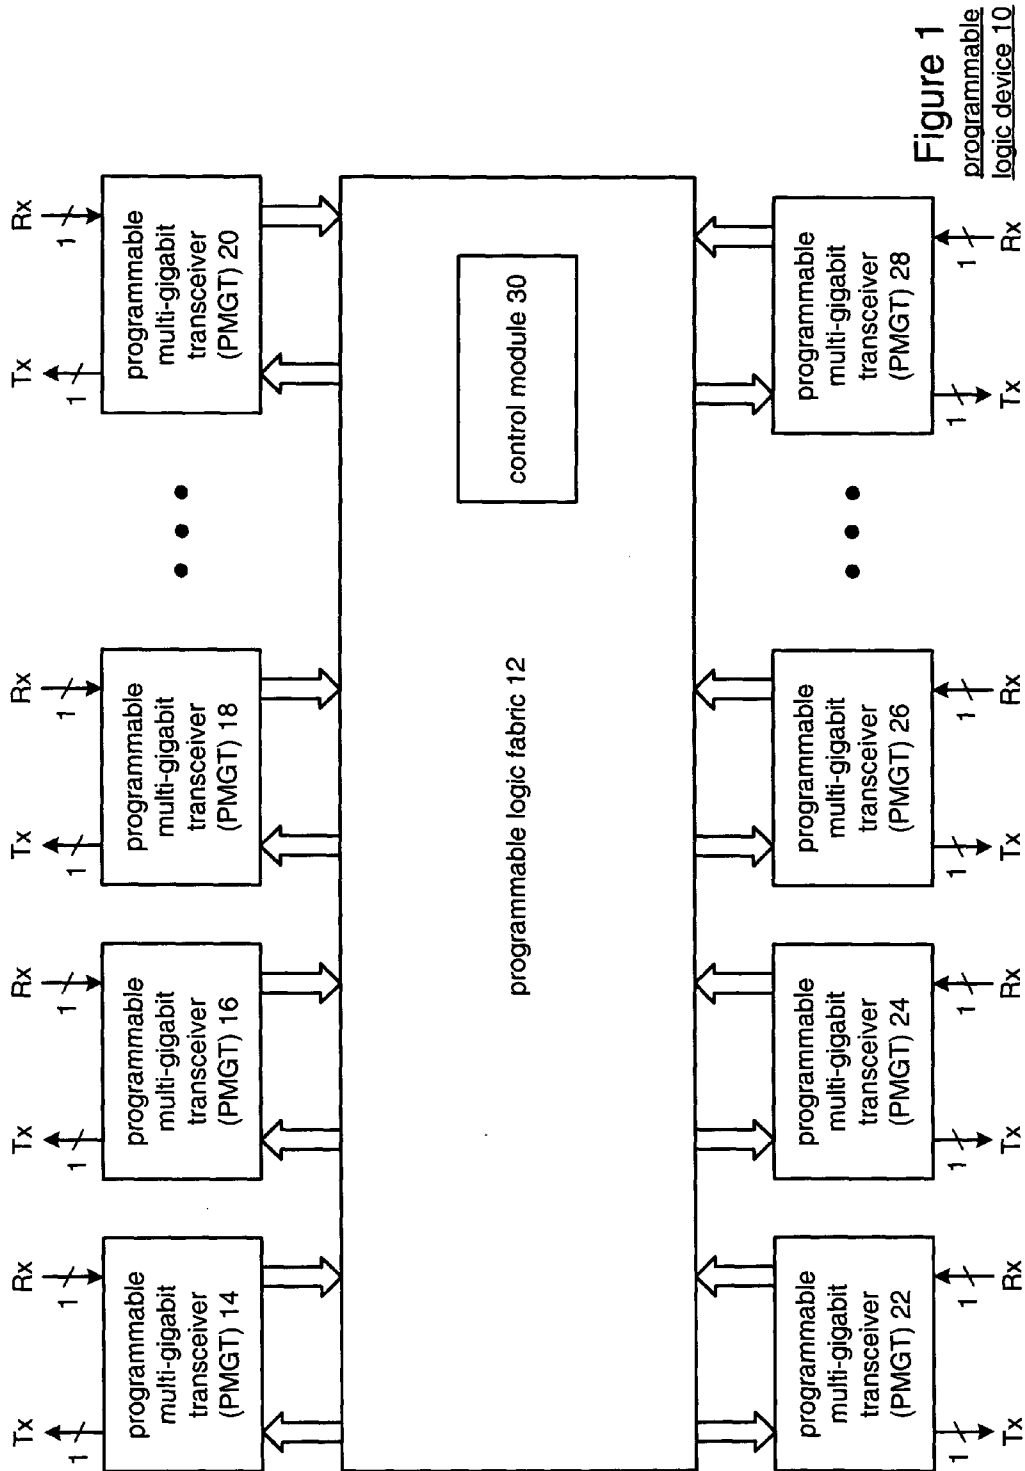 Tx
Rx
Tx
Rx
Tx
Rx
Tx
Rx
1
1
1
1
1
1
1
1
programmable
multi-gigabit
transceiver
(PMGT) 14
programmable
multi-gigabit
transceiver
(PMGT) 16
programmable
multi-gigabit
transceiver
(PMGT) 18
programmable
multi-gigabit
transceiver
(PMGT) 20
programmable logic fabric 12
control module 30
programmable
multi-gigabit
transceiver
(PMGT) 22
programmable
multi-gigabit
transceiver
(PMGT) 24
programmable
multi-gigabit
transceiver
(PMGT) 26
programmable
multi-gigabit
transceiver
(PMGT) 28
1
1
1
1
1
1
1
1
Tx
Rx
Tx
Rx
Tx
Rx
Tx
Rx
Figure 1
programmable
logic device 10